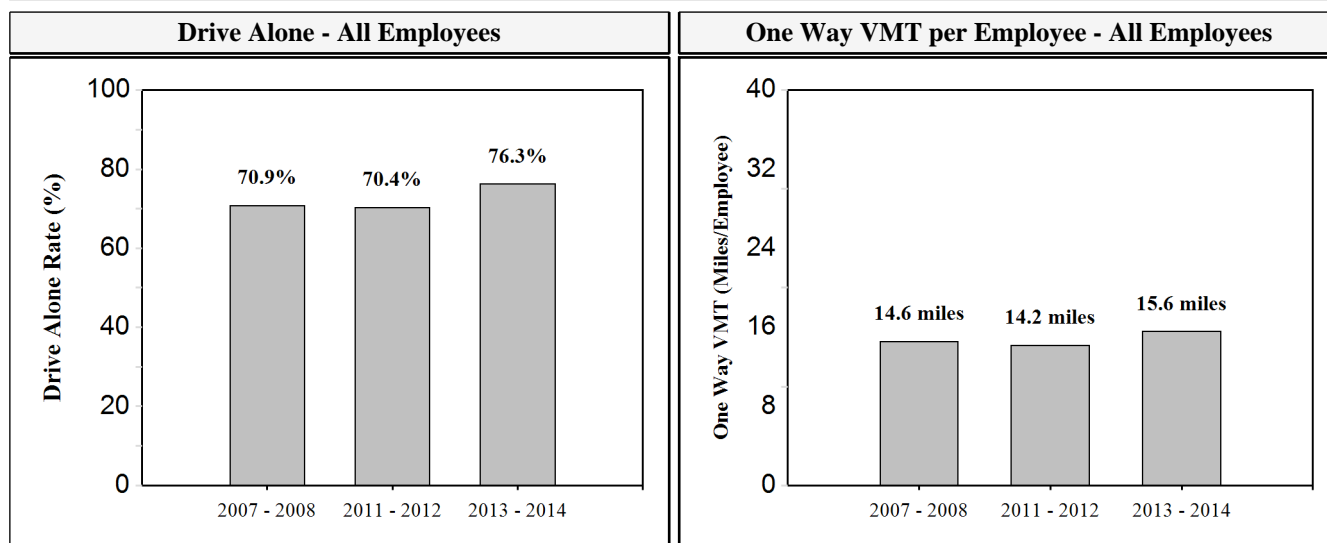 Drive Alone - All Employees
100
80
60
40
20
0
Drive Alone Rate (%)
70.9%
70.4%
76.3%
2007 - 2008
2011 - 2012
2013 - 2014
One Way VMT per Employee - All Employees
40
32
24
16
8
0
One Way VMT (Miles/Employee)
14.6 miles
14.2 miles
15.6 miles
2007 - 2008
2011 - 2012
2013 - 2014